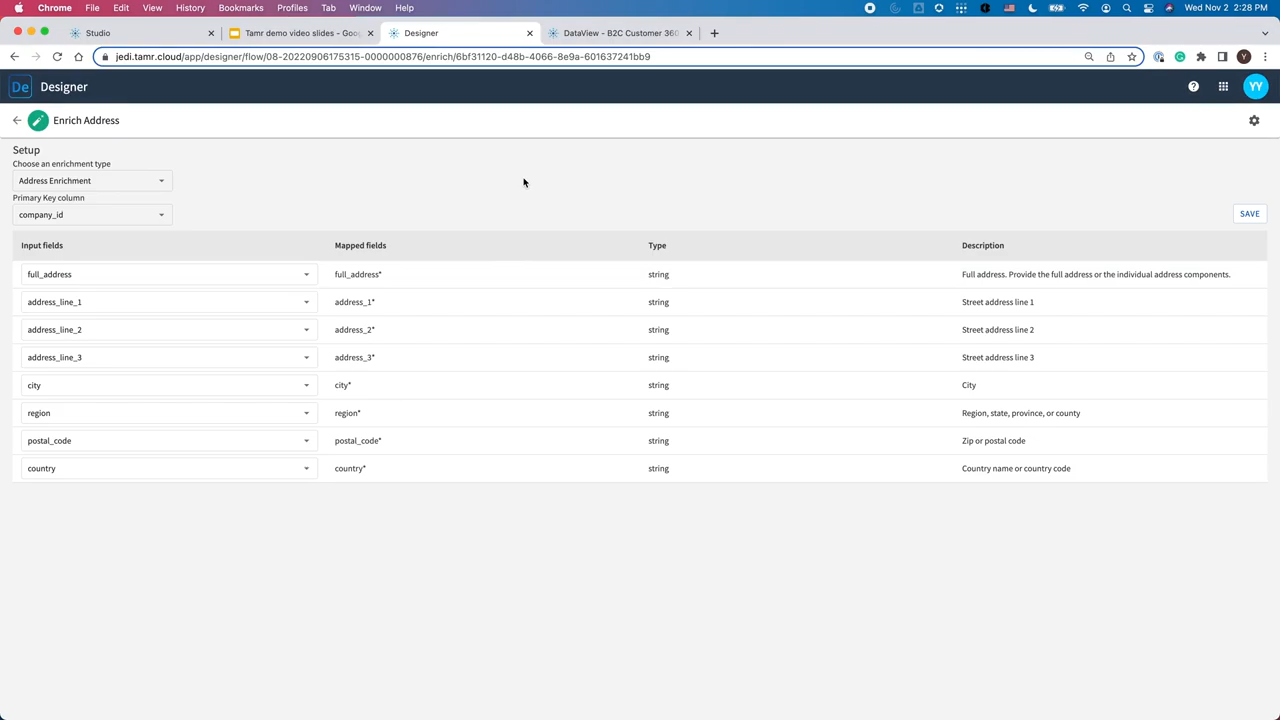 Chrome File Edit View History Bookmarks Profiles Tab Window Help Wed Nov 2 2:28 PM
Studio Tamr demo video slides - Goo Designer DataView - B2C Customer 360
jedi.tamr.cloud/app/designer/flow/08-20220906175315-0000000876/enrich/6bf31120-d48b-4066-8e9a-601637241bb9 Y
De Designer YY
Enrich Address
Setup
Choose an enrichment type
Address Enrichment
Primary Key column
company_id
SAVE
Input fields Mapped fields Type Description
full_address full_address* string Full address. Provide the full address or the individual address components.
address_line_1 address_1* string Street address line 1
address_line_2 address_2* string Street address line 2
address_line_3 address_3* string Street address line 3
city city* string City
region region* string Region, state, province, or county
postal_code postal_code* string Zip or postal code
country country* string Country name or country code